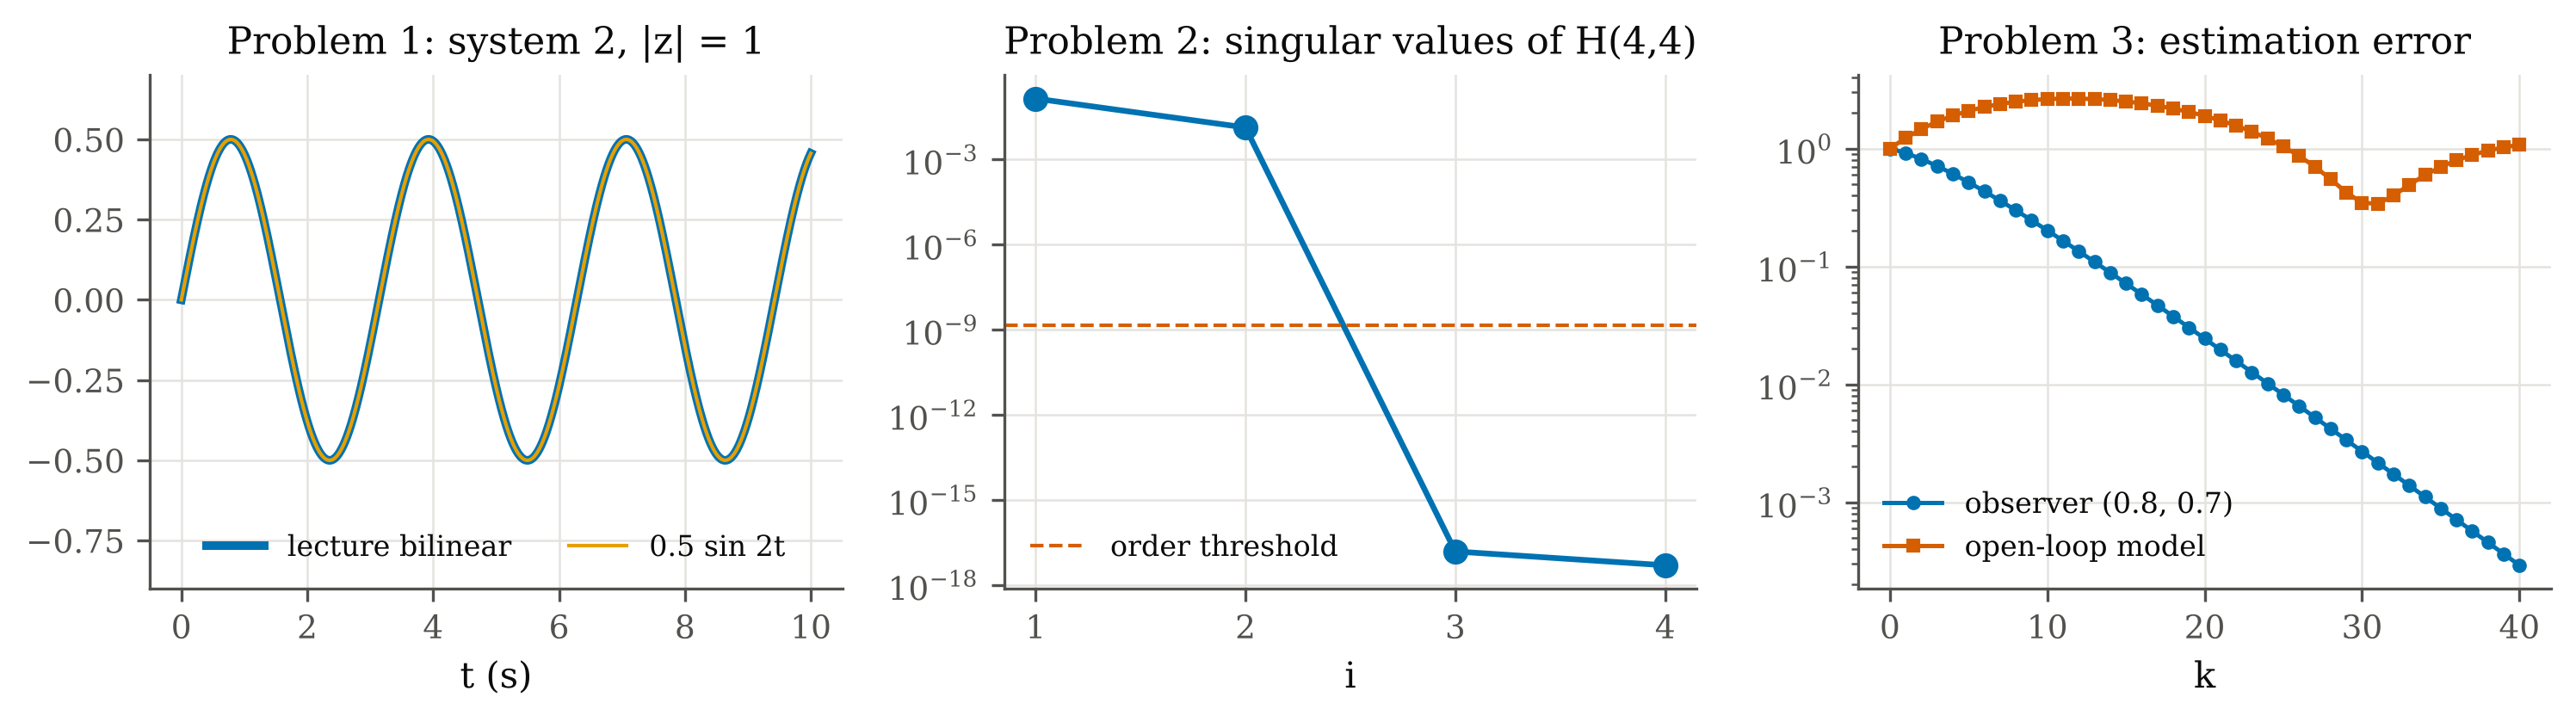 Problem 1: system 2, |z| = 1
0.50
0.25
0.00
−0.25
−0.50
−0.75
lecture bilinear
0.5 sin 2t
0 2 4 6 8 10
t (s)
Problem 2: singular values of H(4,4)
10⁻³
10⁻⁶
10⁻⁹
10⁻¹²
10⁻¹⁵
10⁻¹⁸
order threshold
1 2 3 4
i
Problem 3: estimation error
10⁰
10⁻¹
10⁻²
10⁻³
observer (0.8, 0.7)
open-loop model
0 10 20 30 40
k